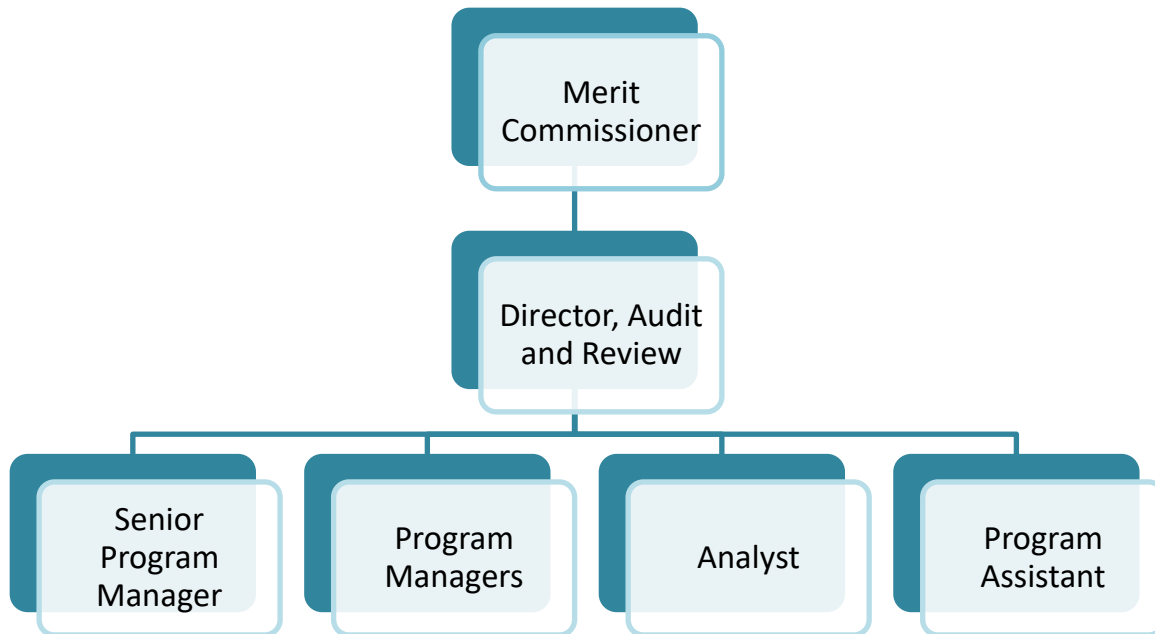 Merit
Commissioner
Director, Audit
and Review
Senior
Program
Manager
Program
Managers
Analyst
Program
Assistant